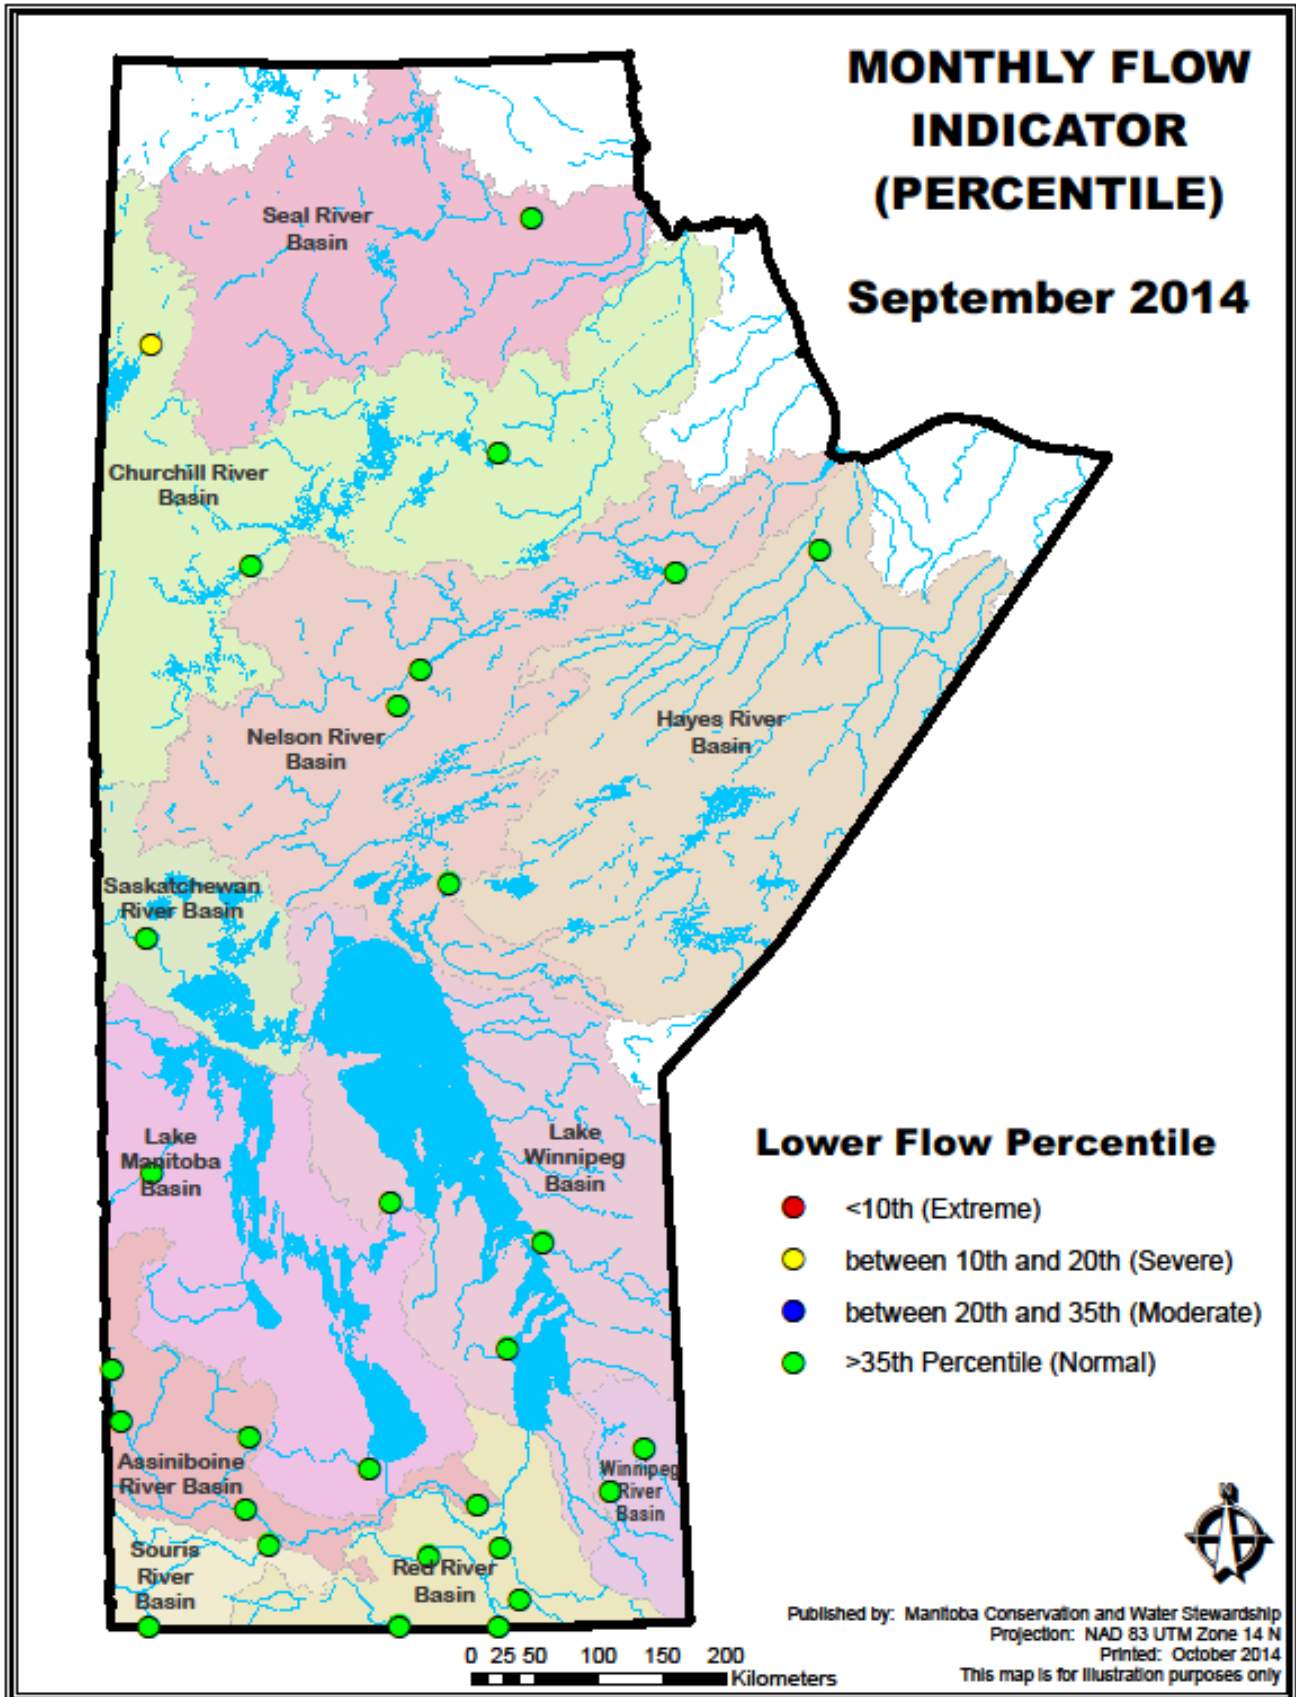 MONTHLY FLOW
INDICATOR
(PERCENTILE)
September 2014
Seal River
Basin
Churchill River
Basin
Nelson River
Basin
Hayes River
Basin
Saskatchewan
River Basin
Lake
Manitoba
Basin
Lake
Winnipeg
Basin
Assiniboine
River Basin
Winnipeg
River
Basin
Souris
River
Basin
Red River
Basin
Lower Flow Percentile
<10th (Extreme)
between 10th and 20th (Severe)
between 20th and 35th (Moderate)
>35th Percentile (Normal)
N
0 25 50 100 150 200
Kilometers
Published by: Manitoba Conservation and Water Stewardship
Projection: NAD 83 UTM Zone 14 N
Printed: October 2014
This map is for illustration purposes only